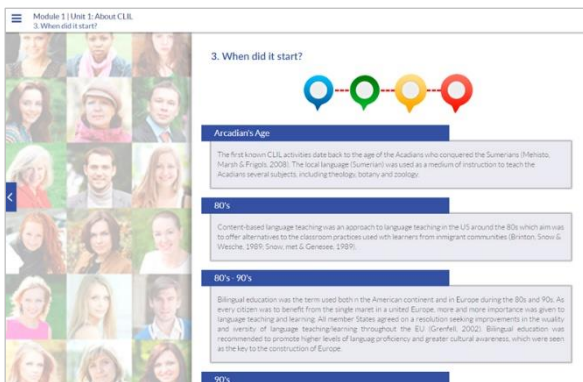 Module 1 | Unit 1: About CLIL
3. When did it start?
3. When did it start?
Arcadian's Age
The first known CLIL activities date back to the age of the Acadians who conquered the Sumerians (Mehisto,
Marsh & Frigols, 2008). The local language (Sumerian) was used as a medium of instruction to teach the
Acadians several subjects, including theology, botany and zoology.
80's
Content-based language teaching was an approach to language teaching in the US around the 80s which aim was
to offer alternatives to the classroom practices used with learners from inmigrant communities (Brinton, Snow &
Wesche, 1989; Snow, met & Genesee, 1989).
80's - 90's
Bilingual education was the term used both n the American continent and in Europe during the 80s and 90s. As
every citizen was to benefit from the single maret in a united Europe, more and more importance was given to
language teaching and learning. All member States agreed on a resolution seeking improvements in the wuality
and iversity of language teaching/learning throughout the EU (Grenfell, 2002). Bilingual education was
recommended to promote higher levels of languag proficiency and greater cultural awareness, which were seen
as the key to the construction of Europe.
90's